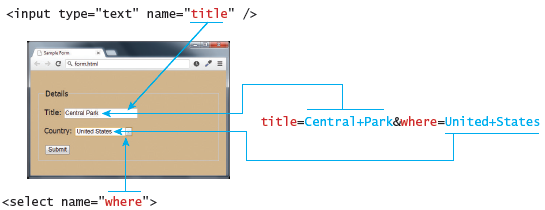 <input type="text" name="title" />
Sample Form
form.html
Details
Title: Central Park
title=Central+Park&where=United+States
Country: United States
Submit
<select name="where">